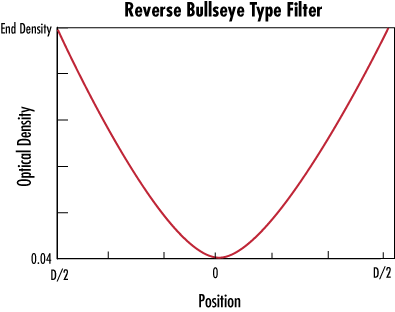 Reverse Bullseye Type Filter
End Density
Optical Density
0.04
D/2 0 D/2
Position